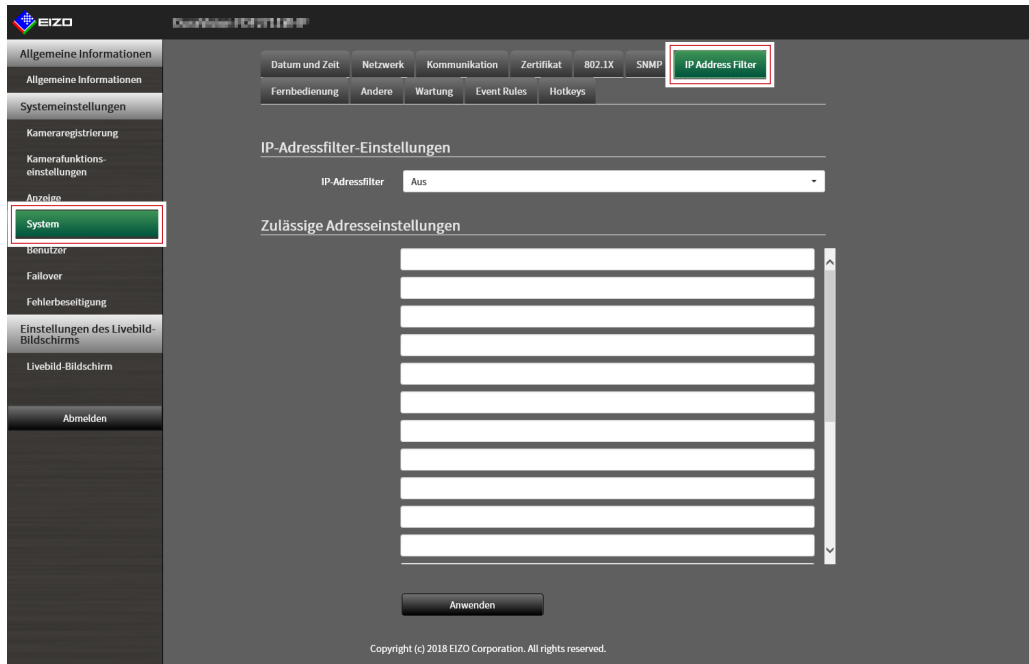 EIZO
Allgemeine Informationen
Allgemeine Informationen
Systemeinstellungen
Kameraregistrierung
Kamerafunktions-
einstellungen
Anzeige
System
Benutzer
Failover
Fehlerbeseitigung
Einstellungen des Livebild-
Bildschirms
Livebild-Bildschirm
Abmelden
Datum und Zeit Netzwerk Kommunikation Zertifikat 802.1X SNMP IP Address Filter
Fernbedienung Andere Wartung Event Rules Hotkeys
IP-Adressfilter-Einstellungen
IP-Adressfilter Aus
Zulässige Adresseinstellungen
Anwenden
Copyright (c) 2018 EIZO Corporation. All rights reserved.